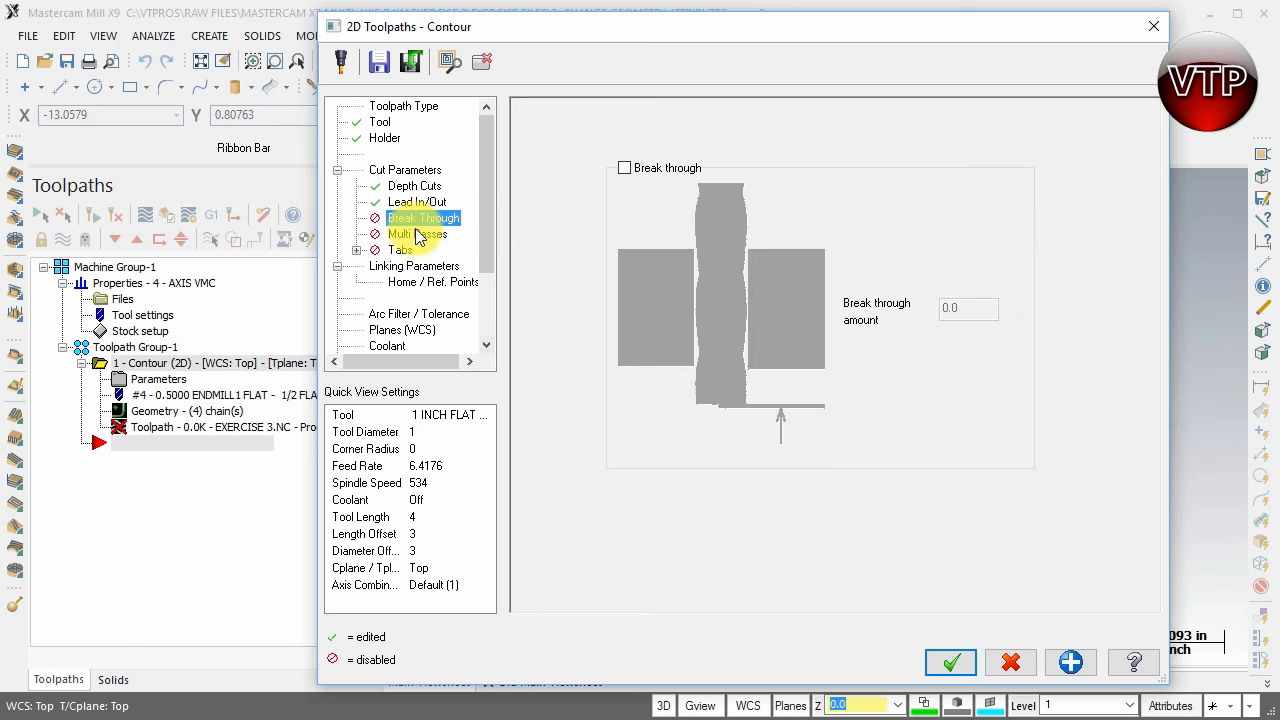 Mastercam Mill X9
2D Toolpaths - Contour
FILE EDIT VIEW ANALYZE CREATE SOLIDS
VTP
X -13.0579 Y 0.80763
Ribbon Bar
Toolpaths
G1
Machine Group-1
Properties - 4 - AXIS VMC
Files
Tool settings
Stock setup
Toolpath Group-1
1 - Contour (2D) - [WCS: Top] - [Tplane: T
Parameters
#4 - 0.5000 ENDMILL1 FLAT - 1/2 FL
Geometry - (4) chain(s)
Toolpath - 0.0K - EXERCISE 3.NC - Pro
Toolpath Type
Tool
Holder
Cut Parameters
Depth Cuts
Lead In/Out
Break Through
Multi Passes
Tabs
Linking Parameters
Home / Ref. Points
Arc Filter / Tolerance
Planes (WCS)
Coolant
Quick View Settings
Tool 1 INCH FLAT ...
Tool Diameter 1
Corner Radius 0
Feed Rate 6.4176
Spindle Speed 534
Coolant Off
Tool Length 4
Length Offset 3
Diameter Off... 3
Cplane / Tpl... Top
Axis Combin... Default (1)
= edited
= disabled
Break through
Break through
amount
0.0
093 in
nch
Toolpaths Solids
WCS: Top T/Cplane: Top
3D Gview WCS Planes Z 0.0 Level 1 Attributes